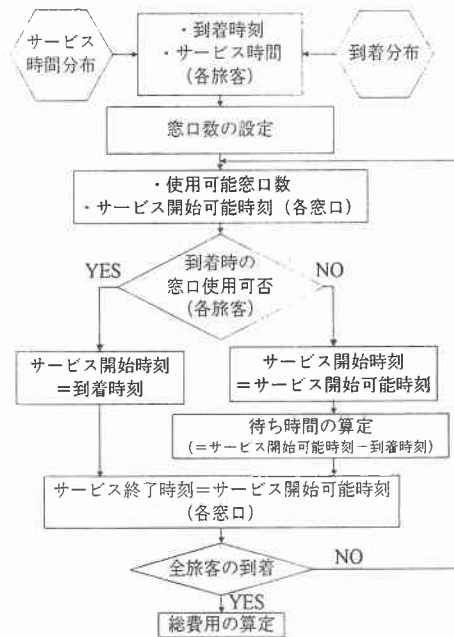 サービス
時間分布
・到着時刻
・サービス時間
(各旅客)
到着分布
窓口数の設定
・使用可能窓口数
・サービス開始可能時刻(各窓口)
到着時の
窓口使用可否
(各旅客)
YES
NO
サービス開始時刻
=到着時刻
サービス開始時刻
=サービス開始可能時刻
待ち時間の算定
(=サービス開始可能時刻-到着時刻)
サービス終了時刻=サービス開始可能時刻
(各窓口)
全旅客の到着
NO
YES
総費用の算定